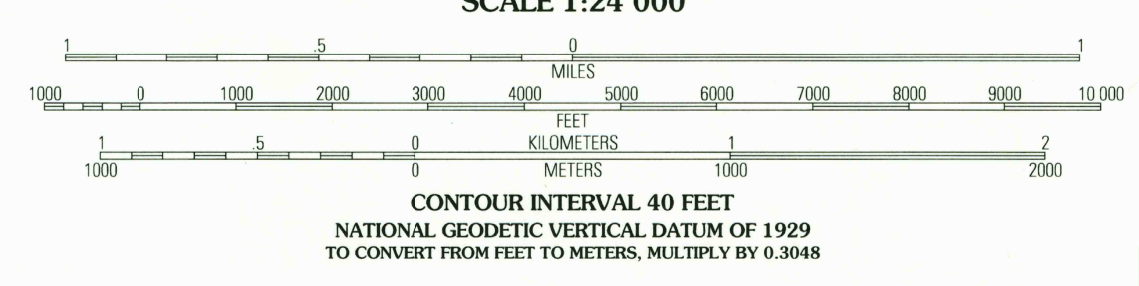 SCALE 1:24 000
1 .5 0 1
MILES
1000 0 1000 2000 3000 4000 5000 6000 7000 8000 9000 10 000
FEET
1 .5 0 KILOMETERS 1 2
1000 0 METERS 1000 2000
CONTOUR INTERVAL 40 FEET
NATIONAL GEODETIC VERTICAL DATUM OF 1929
TO CONVERT FROM FEET TO METERS, MULTIPLY BY 0.3048